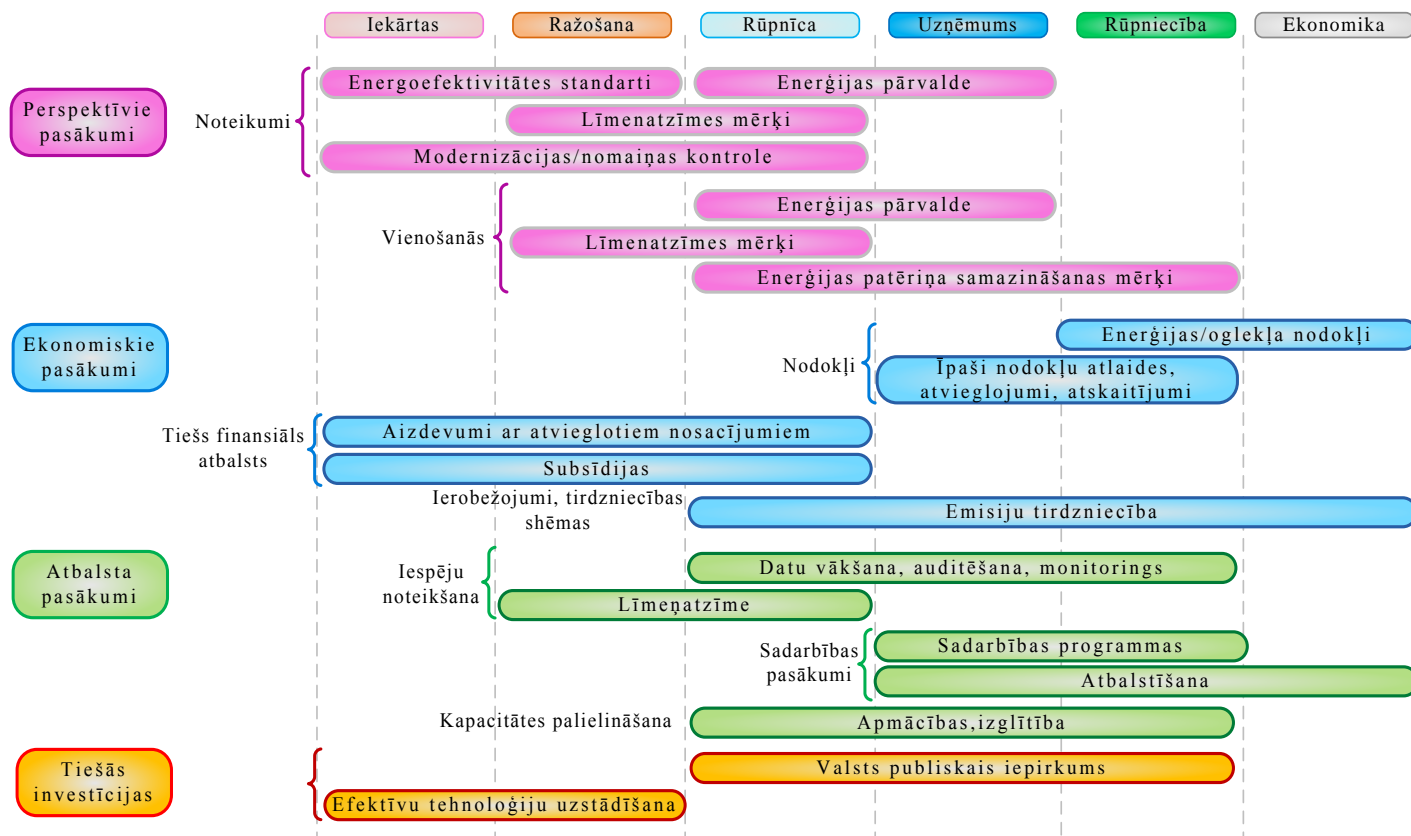 Iekārtas
Ražošana
Rūpnīca
Uzņēmums
Rūpniecība
Ekonomika
Perspektīvie
pasākumi
Noteikumi
Energoefektivitātes standarti
Enerģijas pārvalde
Līmenatzīmes mērķi
Modernizācijas/nomaiņas kontrole
Vienošanās
Enerģijas pārvalde
Līmenatzīmes mērķi
Enerģijas patēriņa samazināšanas mērķi
Ekonomiskie
pasākumi
Nodokļi
Enerģijas/oglekļa nodokļi
Īpaši nodokļu atlaides,
atvieglojumi, atskaitījumi
Tiešs finansiāls
atbalsts
Aizdevumi ar atvieglotiem nosacījumiem
Subsīdijas
Ierobežojumi, tirdzniecības
shēmas
Emisiju tirdzniecība
Atbalsta
pasākumi
Iespēju
noteikšana
Datu vākšana, auditēšana, monitorings
Līmeņatzīme
Sadarbības
pasākumi
Sadarbības programmas
Atbalstīšana
Kapacitātes palielināšana
Apmācības,izglītība
Tiešās
investīcijas
Valsts publiskais iepirkums
Efektīvu tehnoloģiju uzstādīšana